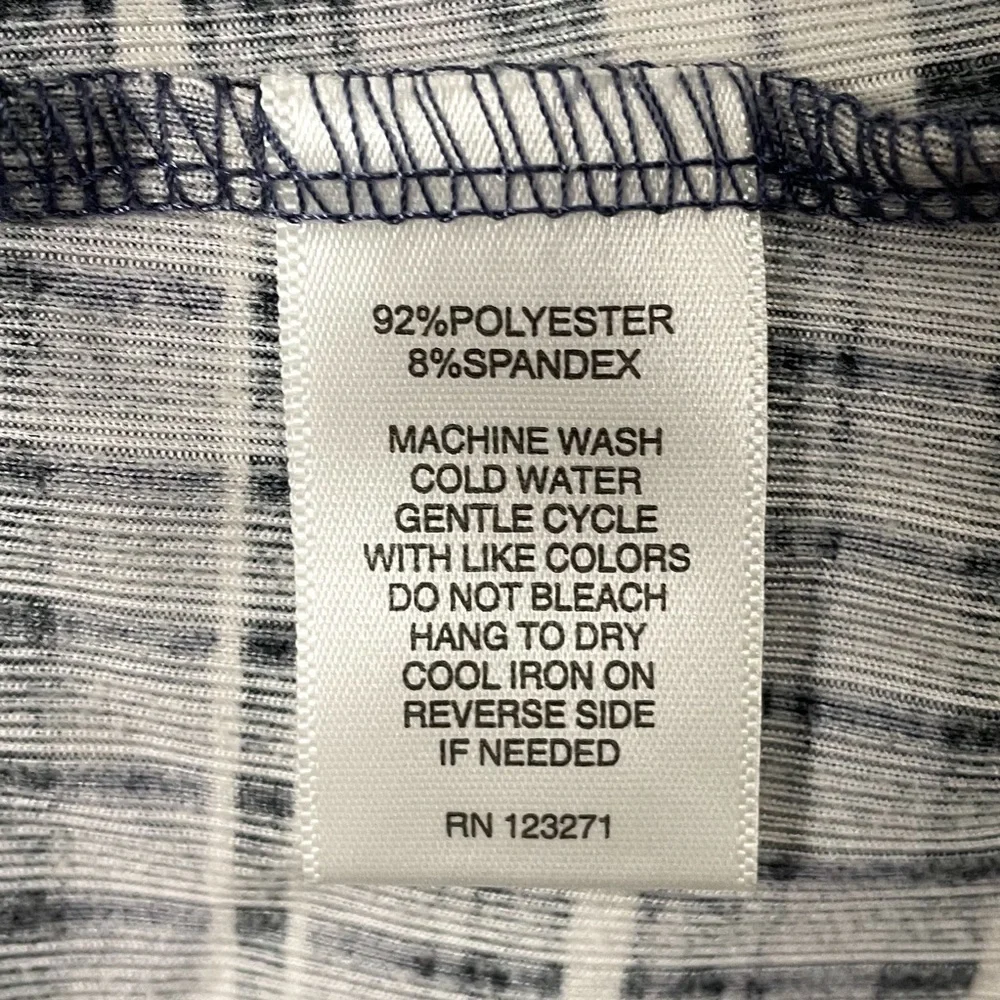 92%POLYESTER
8%SPANDEX
MACHINE WASH
COLD WATER
GENTLE CYCLE
WITH LIKE COLORS
DO NOT BLEACH
HANG TO DRY
COOL IRON ON
REVERSE SIDE
IF NEEDED
RN 123271